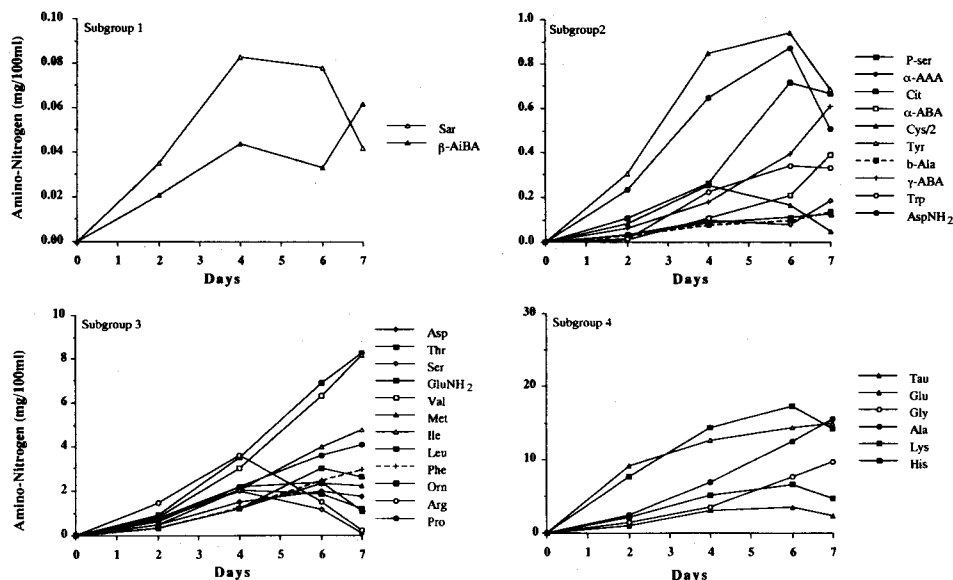 Subgroup 1
Amino-Nitrogen (mg/100ml)
0.10
0.08
0.06
0.04
0.02
0.00
0 1 2 3 4 5 6 7
Days
Sar
β-AiBA
Subgroup2
1.0
0.8
0.6
0.4
0.2
0.0
0 1 2 3 4 5 6 7
Days
P-ser
α-AAA
Cit
α-ABA
Cys/2
Tyr
b-Ala
γ-ABA
Trp
AspNH2
Subgroup 3
Amino-Nitrogen (mg/100ml)
10
8
6
4
2
0
0 1 2 3 4 5 6 7
Days
Asp
Thr
Ser
GluNH2
Val
Met
Ile
Leu
Phe
Orn
Arg
Pro
Subgroup 4
30
20
10
0
0 1 2 3 4 5 6 7
Days
Tau
Glu
Gly
Ala
Lys
His